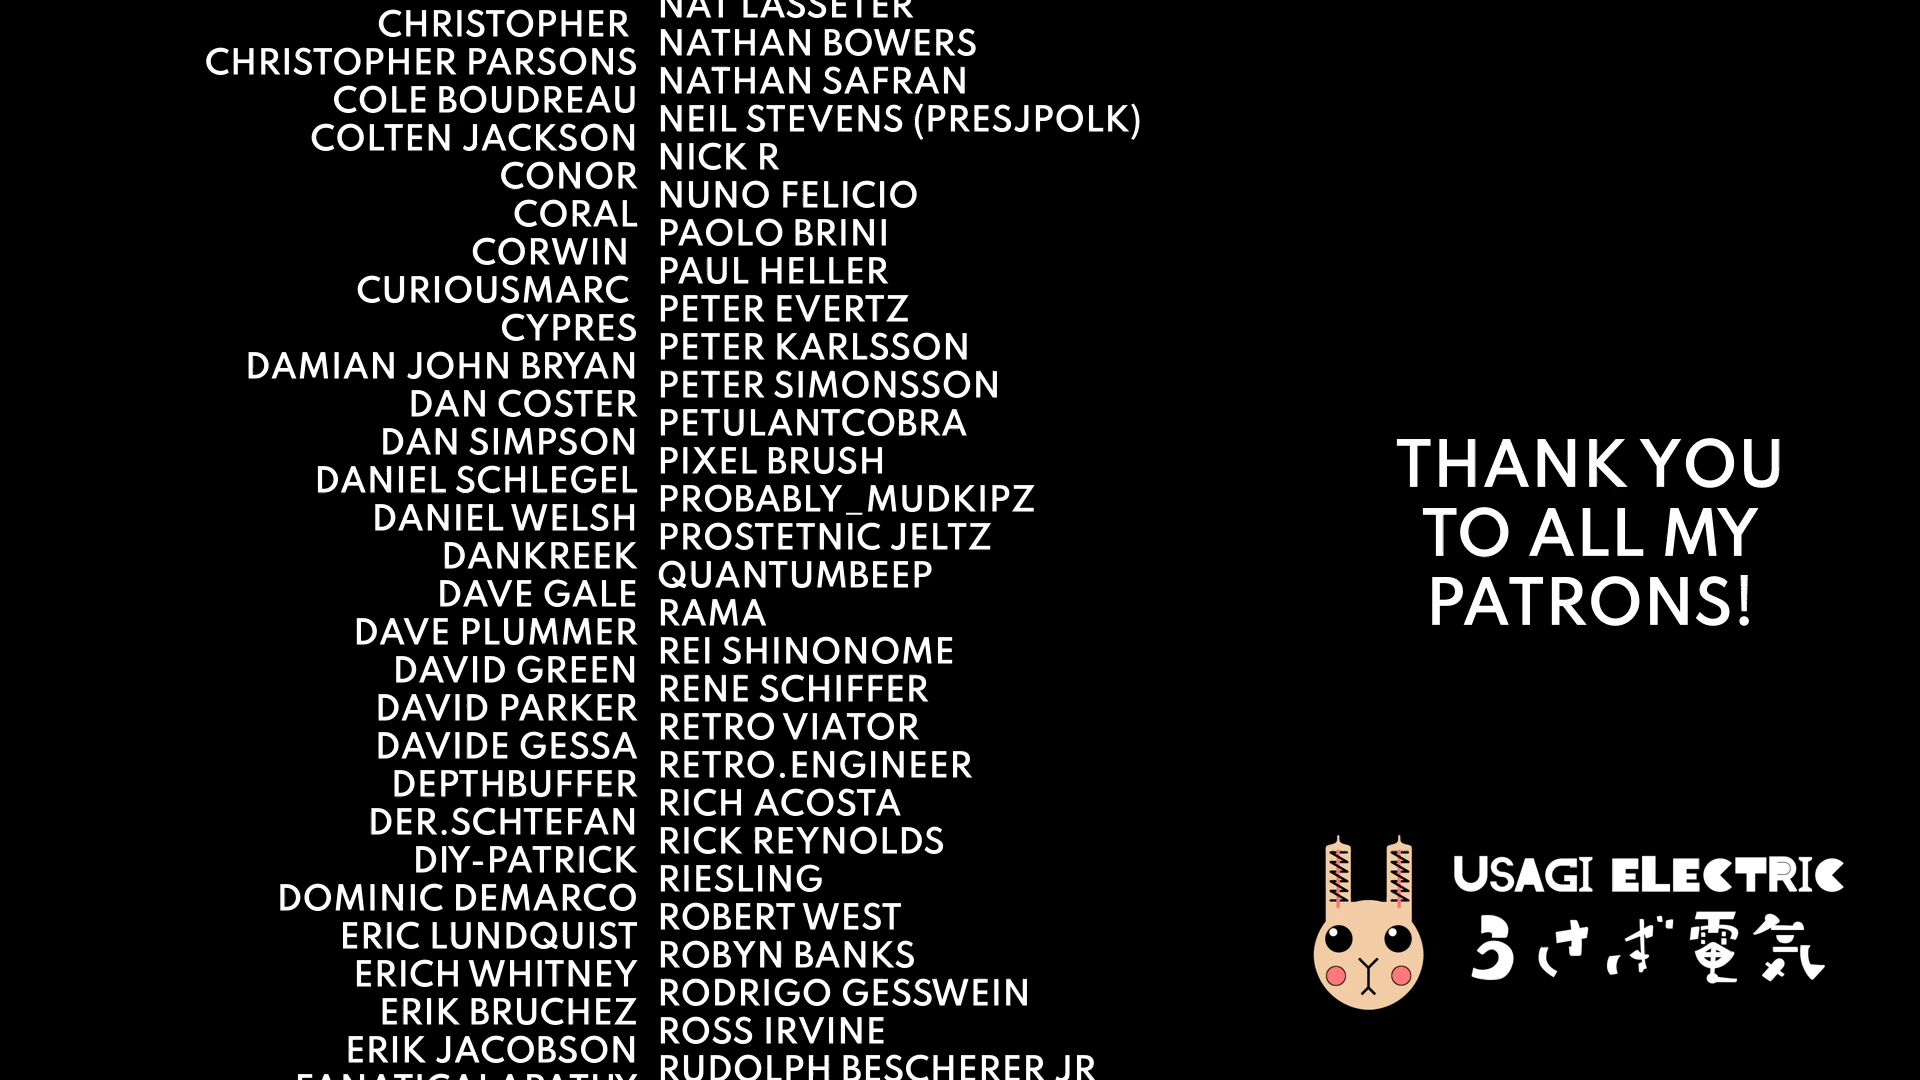 CHRISTOPHER
CHRISTOPHER PARSONS
COLE BOUDREAU
COLTEN JACKSON
CONOR
CORAL
CORWIN
CURIOUSMARC
CYPRES
DAMIAN JOHN BRYAN
DAN COSTER
DAN SIMPSON
DANIEL SCHLEGEL
DANIEL WELSH
DANKREEK
DAVE GALE
DAVE PLUMMER
DAVID GREEN
DAVID PARKER
DAVIDE GESSA
DEPTHBUFFER
DER.SCHTEFAN
DIY-PATRICK
DOMINIC DEMARCO
ERIC LUNDQUIST
ERICH WHITNEY
ERIK BRUCHEZ
ERIK JACOBSON
FANATICALAPATHY
NAT LASSETER
NATHAN BOWERS
NATHAN SAFRAN
NEIL STEVENS (PRESJPOLK)
NICK R
NUNO FELICIO
PAOLO BRINI
PAUL HELLER
PETER EVERTZ
PETER KARLSSON
PETER SIMONSSON
PETULANTCOBRA
PIXEL BRUSH
PROBABLY_MUDKIPZ
PROSTETNIC JELTZ
QUANTUMBEEP
RAMA
REI SHINONOME
RENE SCHIFFER
RETRO VIATOR
RETRO.ENGINEER
RICH ACOSTA
RICK REYNOLDS
RIESLING
ROBERT WEST
ROBYN BANKS
RODRIGO GESSWEIN
ROSS IRVINE
RUDOLPH BESCHERER JR
THANK YOU
TO ALL MY
PATRONS!
USAGI ELECTRIC
うさぎ電気